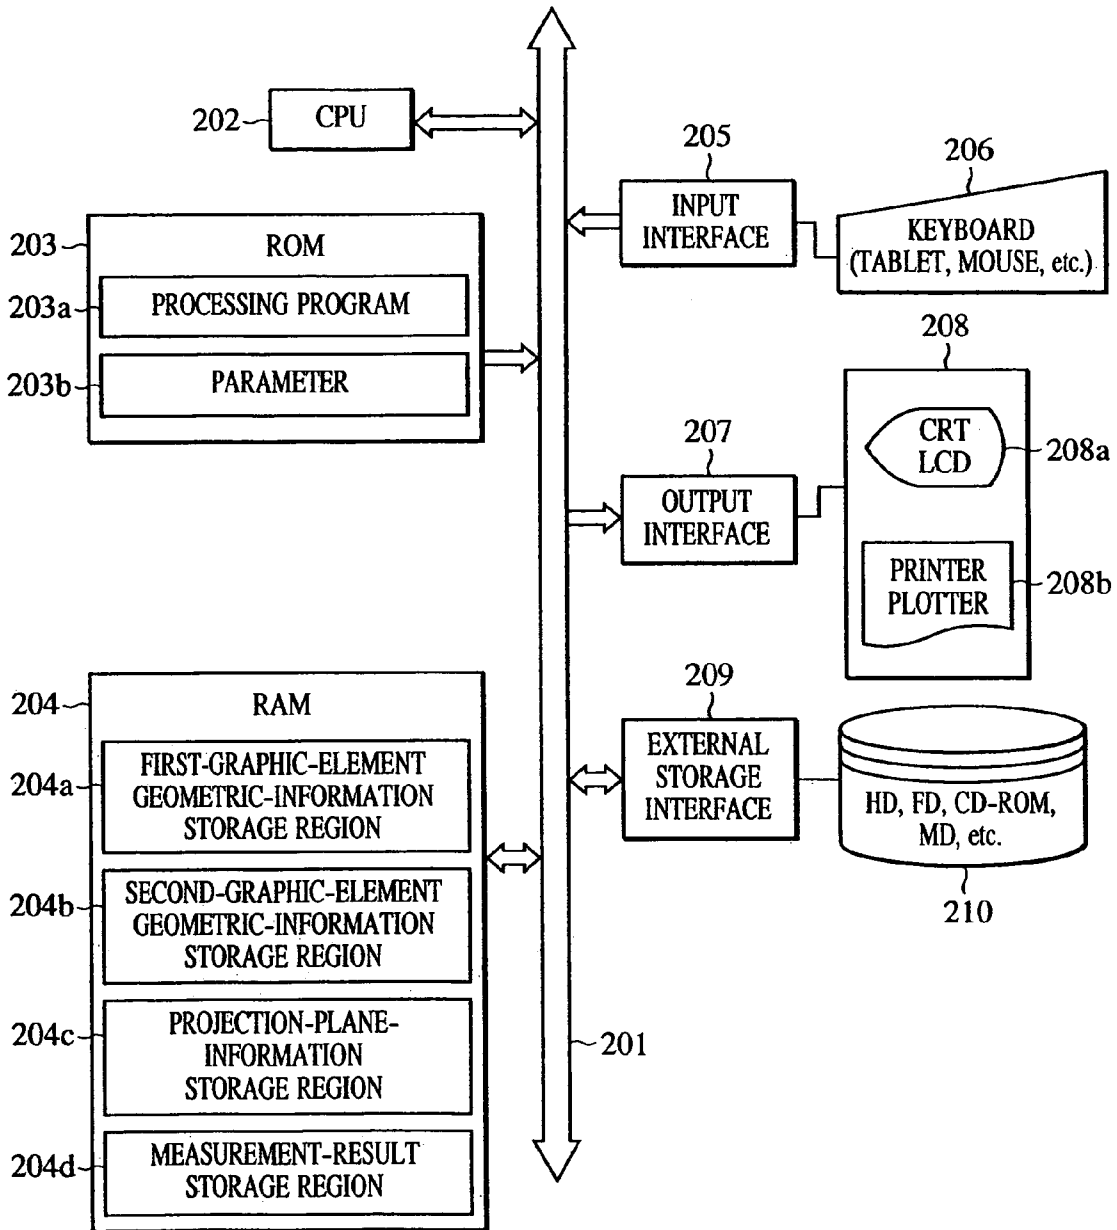 202
CPU
203
ROM
203a
PROCESSING PROGRAM
203b
PARAMETER
204
RAM
204a
FIRST-GRAPHIC-ELEMENT
GEOMETRIC-INFORMATION
STORAGE REGION
204b
SECOND-GRAPHIC-ELEMENT
GEOMETRIC-INFORMATION
STORAGE REGION
204c
PROJECTION-PLANE-
INFORMATION
STORAGE REGION
204d
MEASUREMENT-RESULT
STORAGE REGION
201
205
INPUT
INTERFACE
206
KEYBOARD
(TABLET, MOUSE, etc.)
207
OUTPUT
INTERFACE
208
CRT
LCD
208a
PRINTER
PLOTTER
208b
209
EXTERNAL
STORAGE
INTERFACE
HD, FD, CD-ROM,
MD, etc.
210